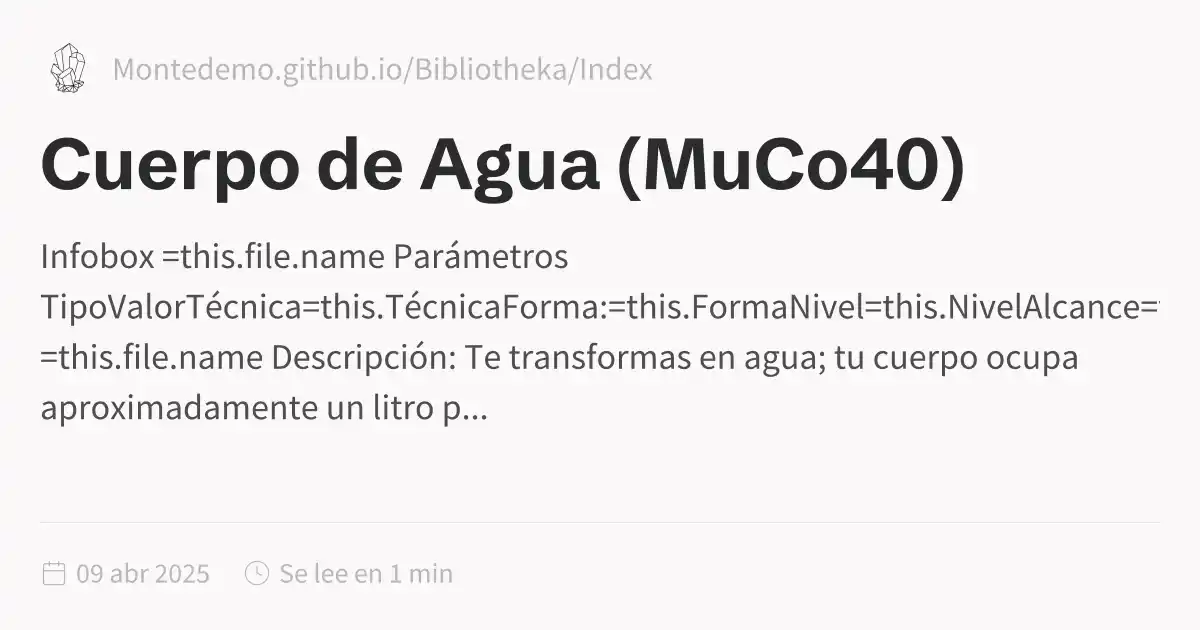 Montedemo.github.io/Bibliotheka/Index
Cuerpo de Agua (MuCo40)
Infobox =this.file.name Parámetros
TipoValorTécnica=this.TécnicaForma:=this.FormaNivel=this.NivelAlcance=
=this.file.name Descripción: Te transformas en agua; tu cuerpo ocupa
aproximadamente un litro p...
09 abr 2025 Se lee en 1 min